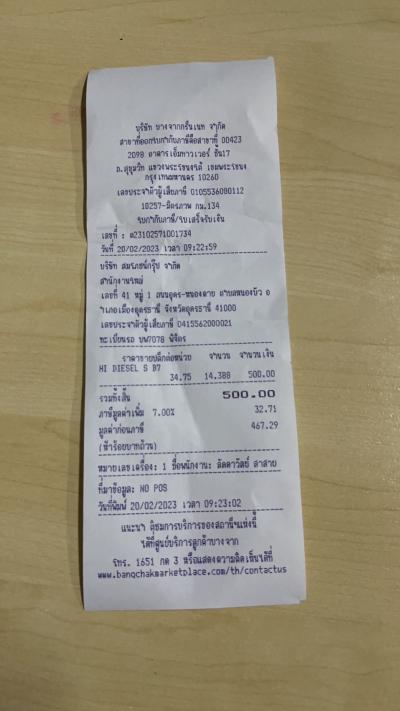 บริษัท บางจากกรีนเนท จำกัด
สาขาที่ออกใบกำกับภาษีคือสาขาที่ 00423
2098 อาคารเอ็มทาวเวอร์ ชั้น17
ถ.สุขุมวิท แขวงพระโขนงใต้ เขตพระโขนง
กรุงเทพมหานคร 10260
เลขประจำตัวผู้เสียภาษี 0105536080112
10257-มิตรภาพ กม.134
ใบกำกับภาษี/ใบเสร็จรับเงิน
เลขที่ : 23102571001734
วันที่ 20/02/2023 เวลา 09:22:59
บริษัท สมรภชน์กรุ๊ป จำกัด
สำนักงานใหญ่
เลขที่ 41 หมู่ 1 ถนนอุดร-หนองคาย ตำบลหนองบัว อ
ำเภอเมืองอุดรธานี จังหวัดอุดรธานี 41000
เลขประจำตัวผู้เสียภาษี 0415562000021
ทะเบียนรถ บพ7078 พิจิตร
ราคาขายปลีกต่อหน่วย จำนวน จำนวนเงิน
HI DIESEL S B7
34.75 14.388 500.00
รวมทั้งสิ้น 500.00
ภาษีมูลค่าเพิ่ม 7.00% 32.71
มูลค่าก่อนภาษี 467.29
(ห้าร้อยบาทถ้วน)
หมายเลขเครื่อง: 1 ชื่อพนักงาน: ลัดดาวัลย์
ที่มาข้อมูล: NO POS
วันที่พิมพ์ 20/02/2023 เวลา 09:23:02
แนะนำ ติชมการบริการของสถานีฯแห่งนี้
ได้ที่ศูนย์บริการลูกค้าบางจาก
โทร. 1651 กด 3 หรือแสดงความคิดเห็นได้ที่
www.bangchakmarketplace.com/th/contactus